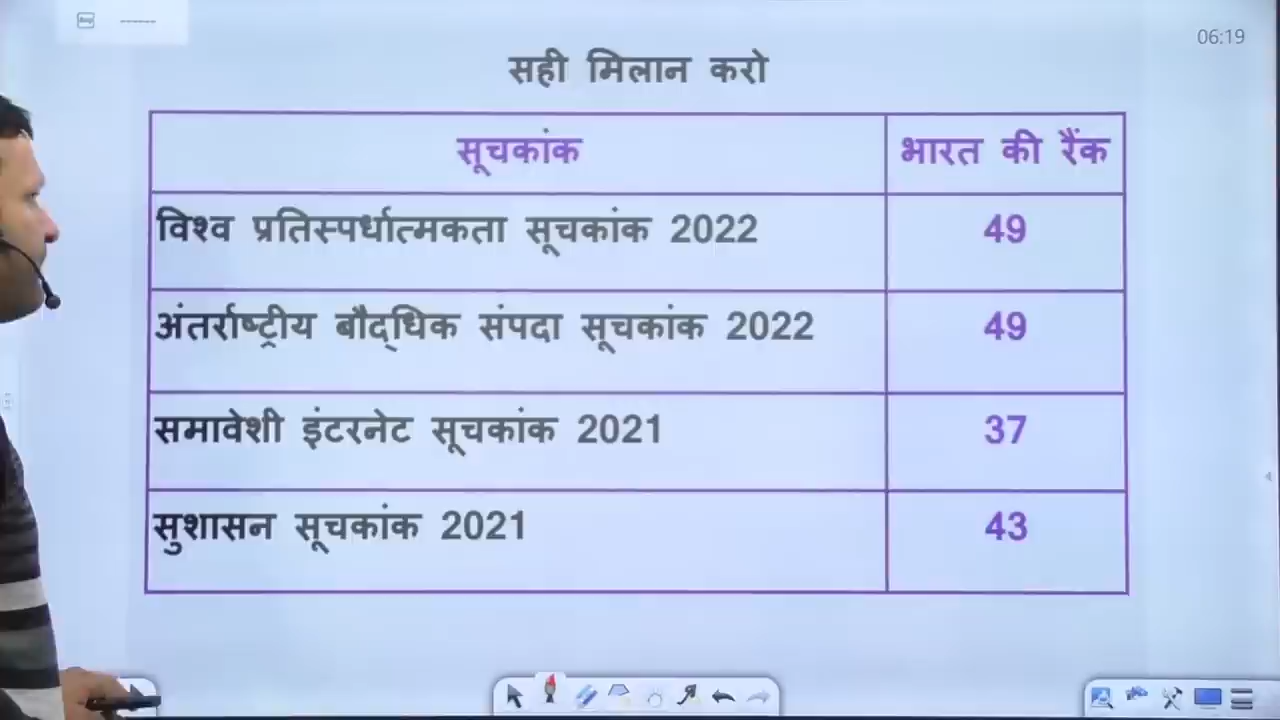 06:19
सही मिलान करो
सूचकांक भारत की रैंक
विश्व प्रतिस्पर्धात्मकता सूचकांक 2022 49
अंतर्राष्ट्रीय बौद्धिक संपदा सूचकांक 2022 49
समावेशी इंटरनेट सूचकांक 2021 37
सुशासन सूचकांक 2021 43